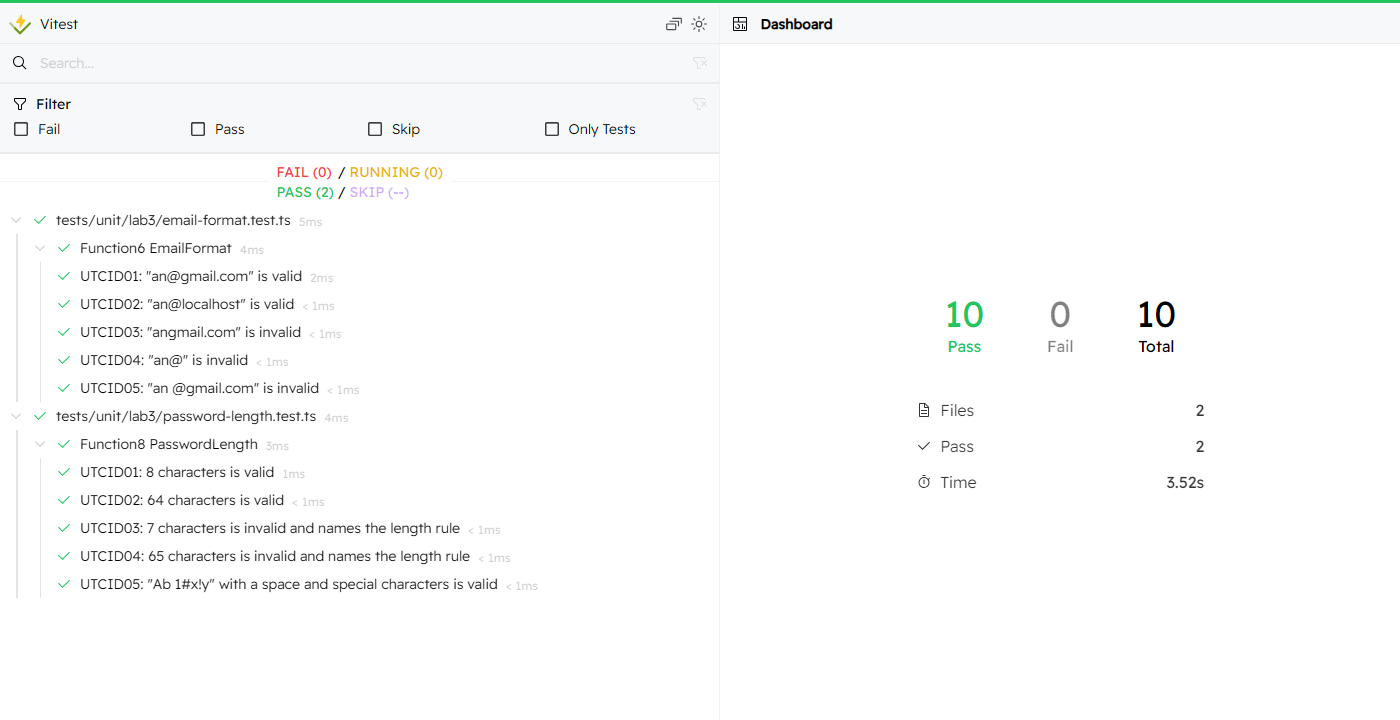 Vitest
Search...
Filter
Fail
Pass
Skip
Only Tests
FAIL (0) / RUNNING (0)
PASS (2) / SKIP (--)
tests/unit/lab3/email-format.test.ts 5ms
Function6 EmailFormat 4ms
UTCID01: "an@gmail.com" is valid 2ms
UTCID02: "an@localhost" is valid < 1ms
UTCID03: "angmail.com" is invalid < 1ms
UTCID04: "an@" is invalid < 1ms
UTCID05: "an @gmail.com" is invalid < 1ms
tests/unit/lab3/password-length.test.ts 4ms
Function8 PasswordLength 3ms
UTCID01: 8 characters is valid 1ms
UTCID02: 64 characters is valid < 1ms
UTCID03: 7 characters is invalid and names the length rule < 1ms
UTCID04: 65 characters is invalid and names the length rule < 1ms
UTCID05: "Ab 1#x!y" with a space and special characters is valid < 1ms
Dashboard
10 0 10
Pass Fail Total
Files 2
Pass 2
Time 3.52s